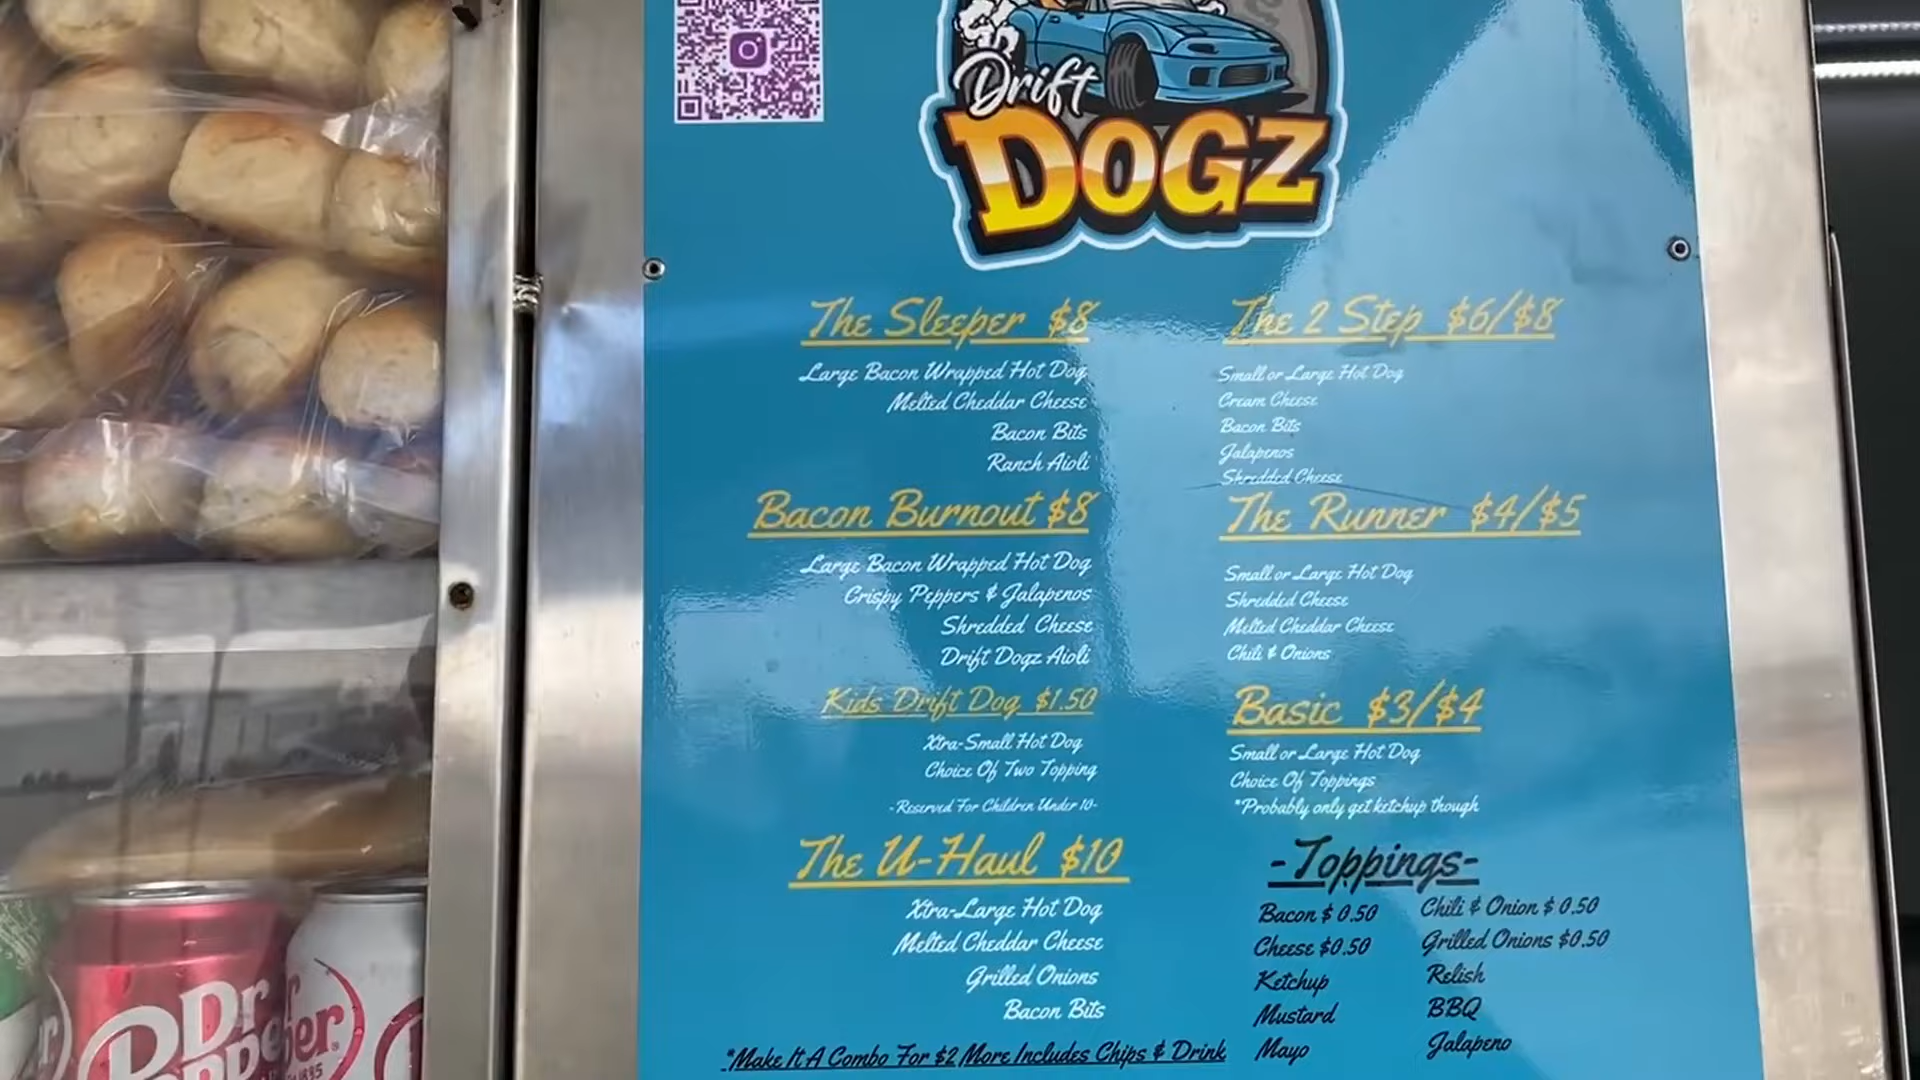 Drift
DOGZ
The Sleeper $8
Large Bacon Wrapped Hot Dog
Melted Cheddar Cheese
Bacon Bits
Ranch Aioli
Bacon Burnout $8
Large Bacon Wrapped Hot Dog
Crispy Peppers & Jalapenos
Shredded Cheese
Drift Dogz Aioli
Kids Drift Dog $1.50
Xtra-Small Hot Dog
Choice Of Two Topping
-Reserved For Children Under 10-
The U-Haul $10
Xtra-Large Hot Dog
Melted Cheddar Cheese
Grilled Onions
Bacon Bits
*Make It A Combo For $2 More Includes Chips & Drink
The 2 Step $6/$8
Small or Large Hot Dog
Cream Cheese
Bacon Bits
Jalapenos
Shredded Cheese
The Runner $4/$5
Small or Large Hot Dog
Shredded Cheese
Melted Cheddar Cheese
Chili & Onions
Basic $3/$4
Small or Large Hot Dog
Choice Of Toppings
*Probably only get ketchup though
-Toppings-
Bacon $ 0.50
Cheese $0.50
Ketchup
Mustard
Mayo
Chili & Onion $ 0.50
Grilled Onions $0.50
Relish
BBQ
Jalapeno
Dr